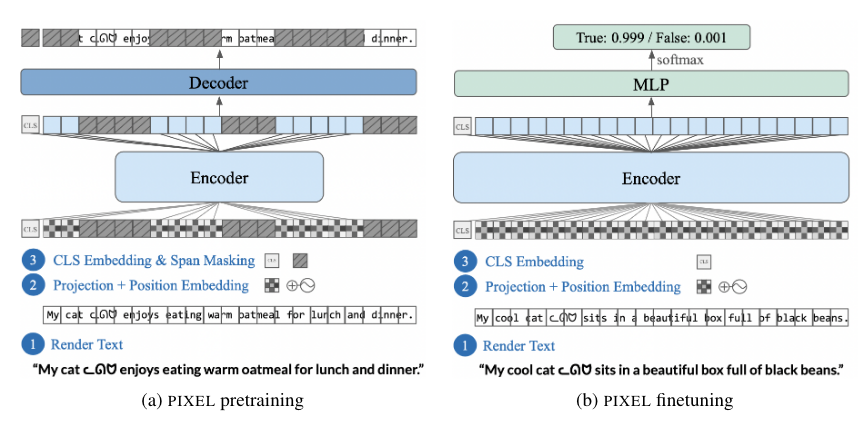 t ᓚᘏᗢ enjo rm oatmea d dinner.
Decoder
CLS
Encoder
CLS
3 CLS Embedding & Span Masking CLS
2 Projection + Position Embedding
My cat ᓚᘏᗢ enjoys eating warm oatmeal for lunch and dinner.
1 Render Text
“My cat ᓚᘏᗢ enjoys eating warm oatmeal for lunch and dinner.”
(a) PIXEL pretraining
True: 0.999 / False: 0.001
softmax
MLP
CLS
Encoder
CLS
3 CLS Embedding CLS
2 Projection + Position Embedding
My cool cat ᓚᘏᗢ sits in a beautiful box full of black beans.
1 Render Text
“My cool cat ᓚᘏᗢ sits in a beautiful box full of black beans.”
(b) PIXEL finetuning